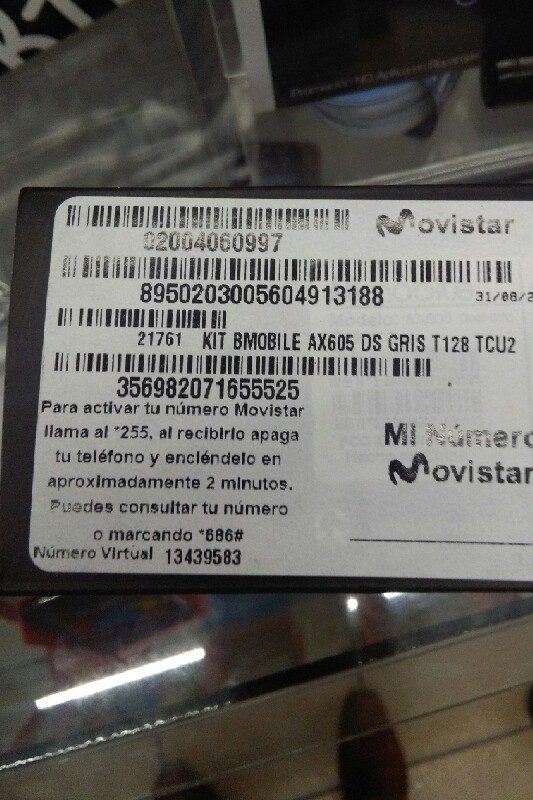 Movistar
02004060997
8950203005604913188
31/08/2
21761 KIT BMOBILE AX605 DS GRIS T128 TCU2
356982071655525
Para activar tu número Movistar
llama al *255, al recibirlo apaga
tu teléfono y encléndelo en
aproximadamente 2 minutos.
Puedes consultar tu número
o marcando *686#
Número Virtual 13439583
MI Número
Movistar